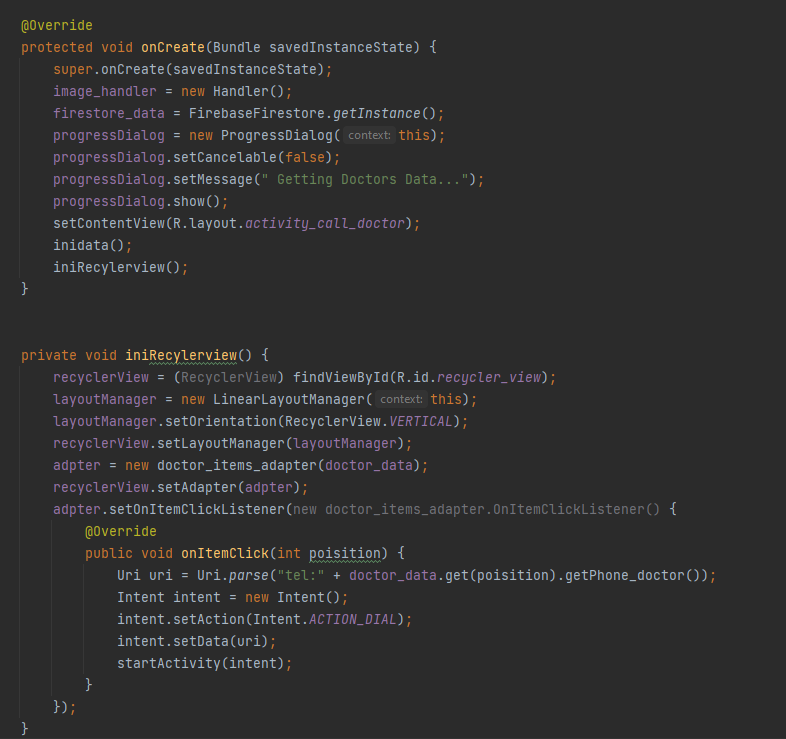 @Override
protected void onCreate(Bundle savedInstanceState) {
    super.onCreate(savedInstanceState);
    image_handler = new Handler();
    firestore_data = FirebaseFirestore.getInstance();
    progressDialog = new ProgressDialog( context: this);
    progressDialog.setCancelable(false);
    progressDialog.setMessage(" Getting Doctors Data...");
    progressDialog.show();
    setContentView(R.layout.activity_call_doctor);
    inidata();
    iniRecylerview();
}
private void iniRecylerview() {
    recyclerView = (RecyclerView) findViewById(R.id.recycler_view);
    layoutManager = new LinearLayoutManager( context: this);
    layoutManager.setOrientation(RecyclerView.VERTICAL);
    recyclerView.setLayoutManager(layoutManager);
    adpter = new doctor_items_adapter(doctor_data);
    recyclerView.setAdapter(adpter);
    adpter.setOnItemClickListener(new doctor_items_adapter.OnItemClickListener() {
        @Override
        public void onItemClick(int poisition) {
            Uri uri = Uri.parse("tel:" + doctor_data.get(poisition).getPhone_doctor());
            Intent intent = new Intent();
            intent.setAction(Intent.ACTION_DIAL);
            intent.setData(uri);
            startActivity(intent);
        }
    });
}